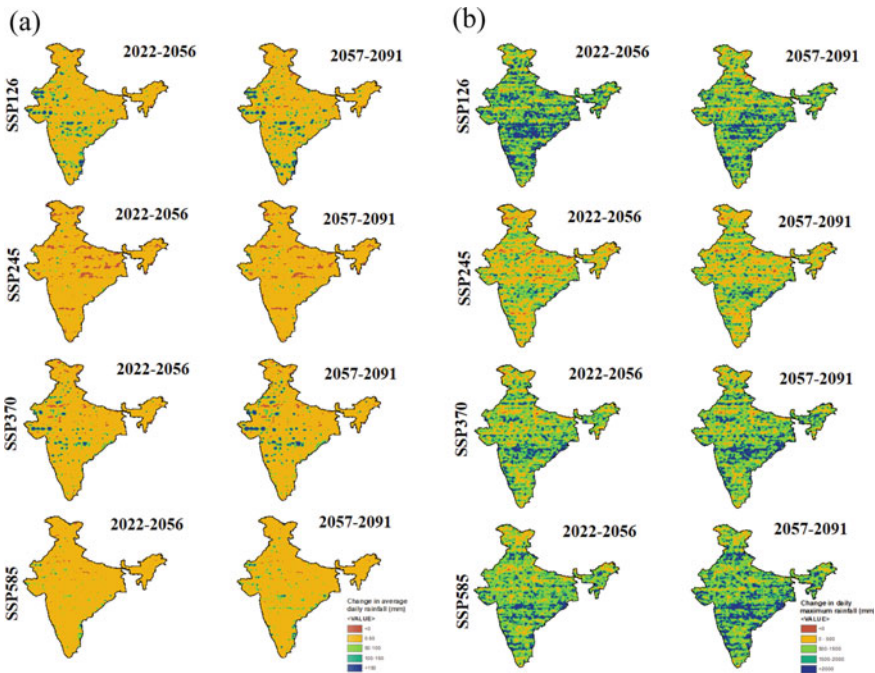 (a)
(b)
2022-2056
2057-2091
2022-2056
2057-2091
SSP126
SSP126
2022-2056
2057-2091
2022-2056
2057-2091
SSP245
SSP245
2022-2056
2057-2091
2022-2056
2057-2091
SSP370
SSP370
2022-2056
2057-2091
2022-2056
2057-2091
SSP585
SSP585
Change in average
daily rainfall (mm)
<VALUE>
Change in daily
maximum rainfall (mm)
<VALUE>